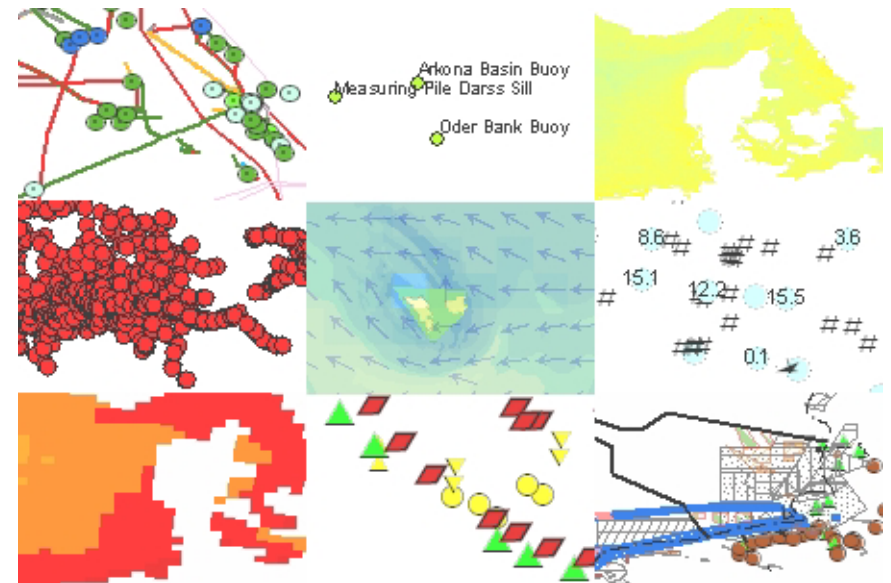 Arkona Basin Buoy
Measuring Pile Darss Sill
Oder Bank Buoy
8.6 # # # 3.6
15.1 # 12.2 15.5
# # #
0.1